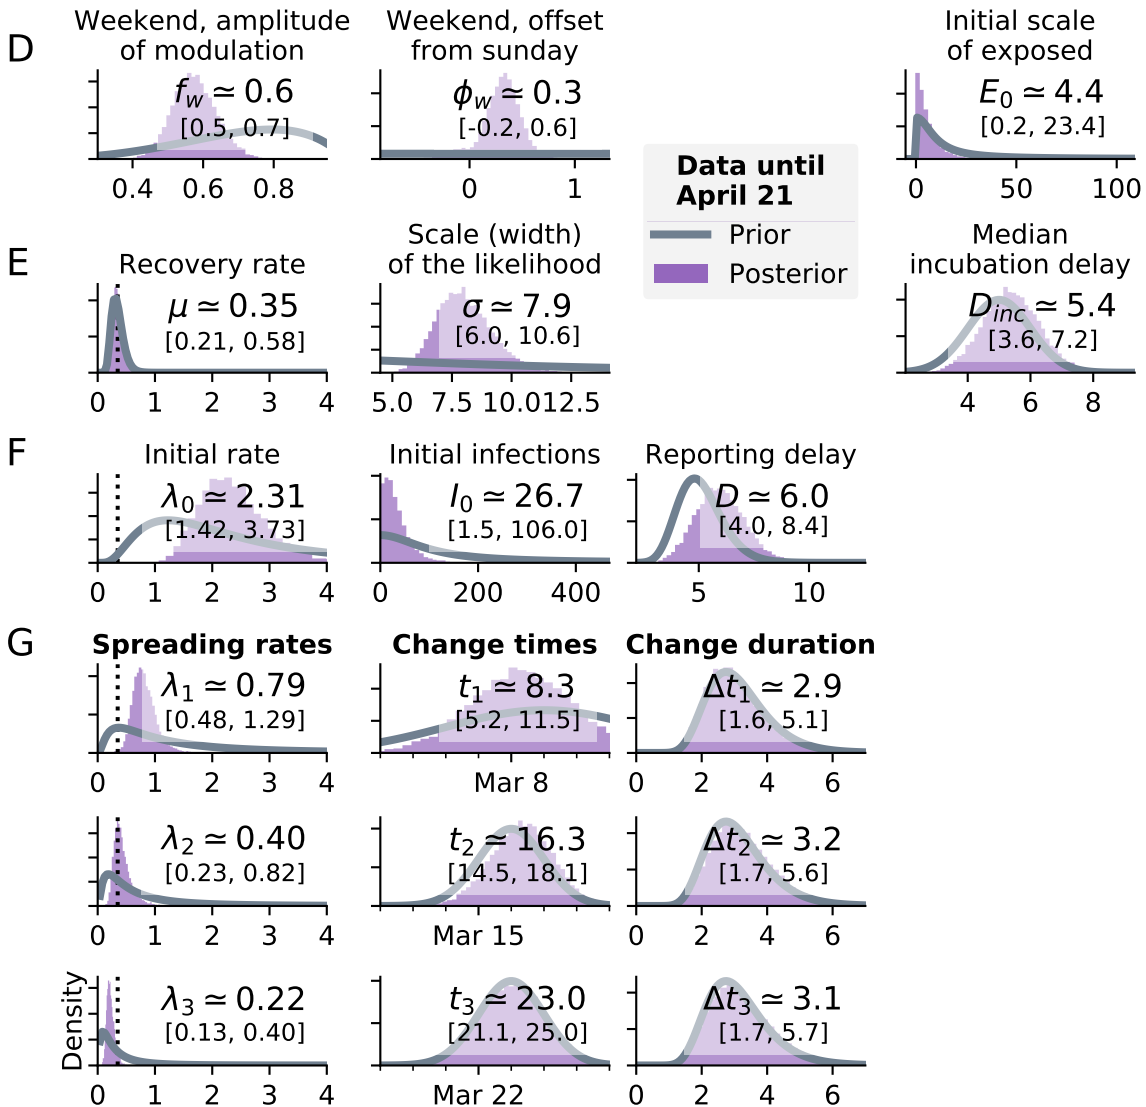 D
Weekend, amplitude
of modulation
f_w ≃ 0.6
[0.5, 0.7]
0.4 0.6 0.8
Weekend, offset
from sunday
ϕ_w ≃ 0.3
[-0.2, 0.6]
0 1
Initial scale
of exposed
E_0 ≃ 4.4
[0.2, 23.4]
0 50 100
Data until
April 21
Prior
Posterior
E
Recovery rate
μ ≃ 0.35
[0.21, 0.58]
0 1 2 3 4
Scale (width)
of the likelihood
σ ≃ 7.9
[6.0, 10.6]
5.0 7.5 10.0 12.5
Median
incubation delay
D_inc ≃ 5.4
[3.6, 7.2]
4 6 8
F
Initial rate
λ_0 ≃ 2.31
[1.42, 3.73]
0 1 2 3 4
Initial infections
I_0 ≃ 26.7
[1.5, 106.0]
0 200 400
Reporting delay
D ≃ 6.0
[4.0, 8.4]
5 10
G
Spreading rates
Change times
Change duration
λ_1 ≃ 0.79
[0.48, 1.29]
0 1 2 3 4
t_1 ≃ 8.3
[5.2, 11.5]
Mar 8
Δt_1 ≃ 2.9
[1.6, 5.1]
0 2 4 6
λ_2 ≃ 0.40
[0.23, 0.82]
0 1 2 3 4
t_2 ≃ 16.3
[14.5, 18.1]
Mar 15
Δt_2 ≃ 3.2
[1.7, 5.6]
0 2 4 6
Density
λ_3 ≃ 0.22
[0.13, 0.40]
0 1 2 3 4
t_3 ≃ 23.0
[21.1, 25.0]
Mar 22
Δt_3 ≃ 3.1
[1.7, 5.7]
0 2 4 6